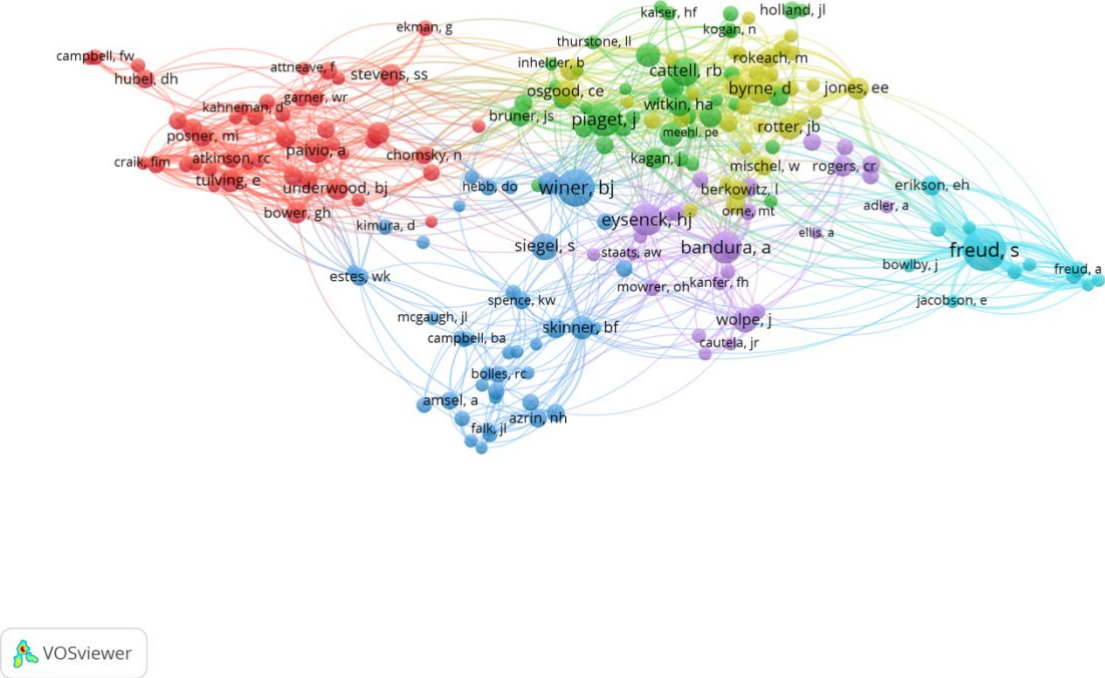 kaiser, hf
holland, jl
ekman, g
kogan, n
thurstone, ll
campbell, fw
inhelder, b
rokeach, m
attneave, f
stevens, ss
cattell, rb
hubel, dh
osgood, ce
byrne, d
jones, ee
kahneman, d
garner, wr
witkin, ha
bruner, js
piaget, j
rotter, jb
posner, mi
meehl, pe
paivio, a
chomsky, n
kagan, j
mischel, w
rogers, cr
craik, fim
atkinson, rc
tulving, e
underwood, bj
hebb, do
winer, bj
berkowitz, l
erikson, eh
adler, a
bower, gh
orne, mt
kimura, d
eysenck, hj
ellis, a
siegel, s
staats, aw
bandura, a
freud, s
bowlby, j
freud, a
estes, wk
mowrer, oh
kanfer, fh
spence, kw
jacobson, e
mcgaugh, jl
skinner, bf
wolpe, j
campbell, ba
cautela, jr
bolles, rc
amsel, a
azrin, nh
falk, jl
VOSviewer